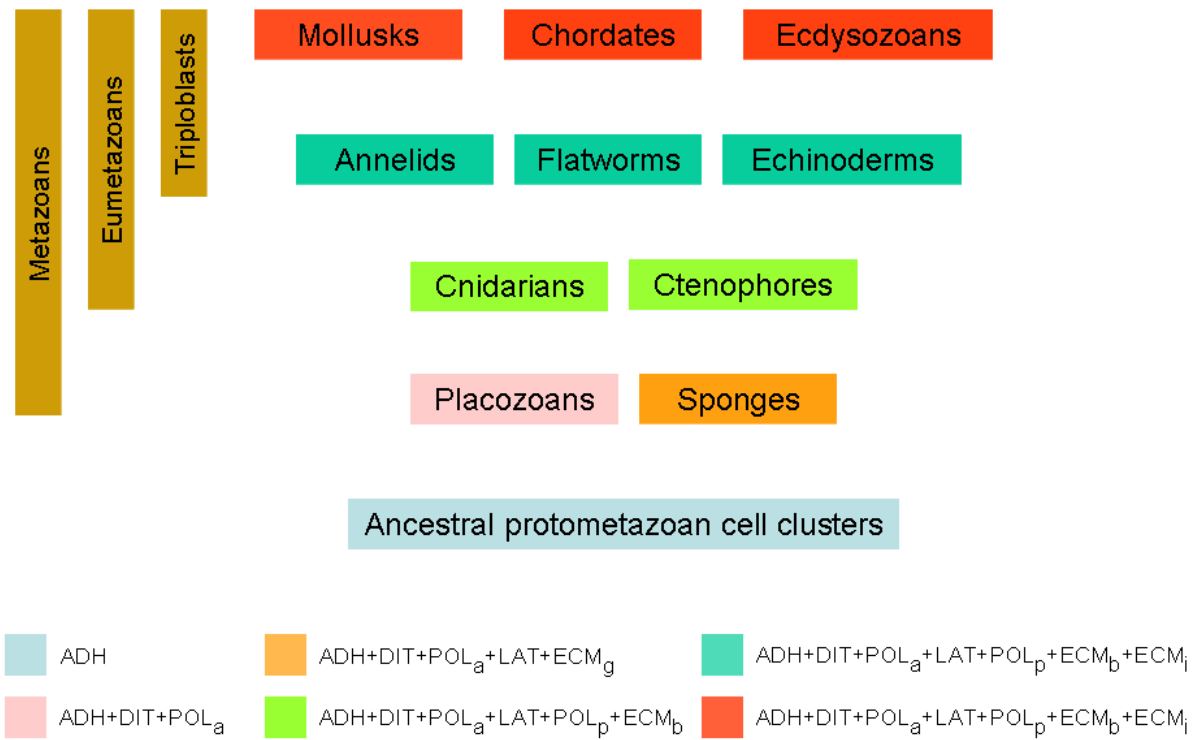 Metazoans
Eumetazoans
Triploblasts
Mollusks Chordates Ecdysozoans
Annelids Flatworms Echinoderms
Cnidarians Ctenophores
Placozoans Sponges
Ancestral protometazoan cell clusters
ADH
ADH+DIT+POLa
ADH+DIT+POLa+LAT+ECMg
ADH+DIT+POLa+LAT+POLp+ECMb
ADH+DIT+POLa+LAT+POLp+ECMb+ECMi
ADH+DIT+POLa+LAT+POLp+ECMb+ECMi